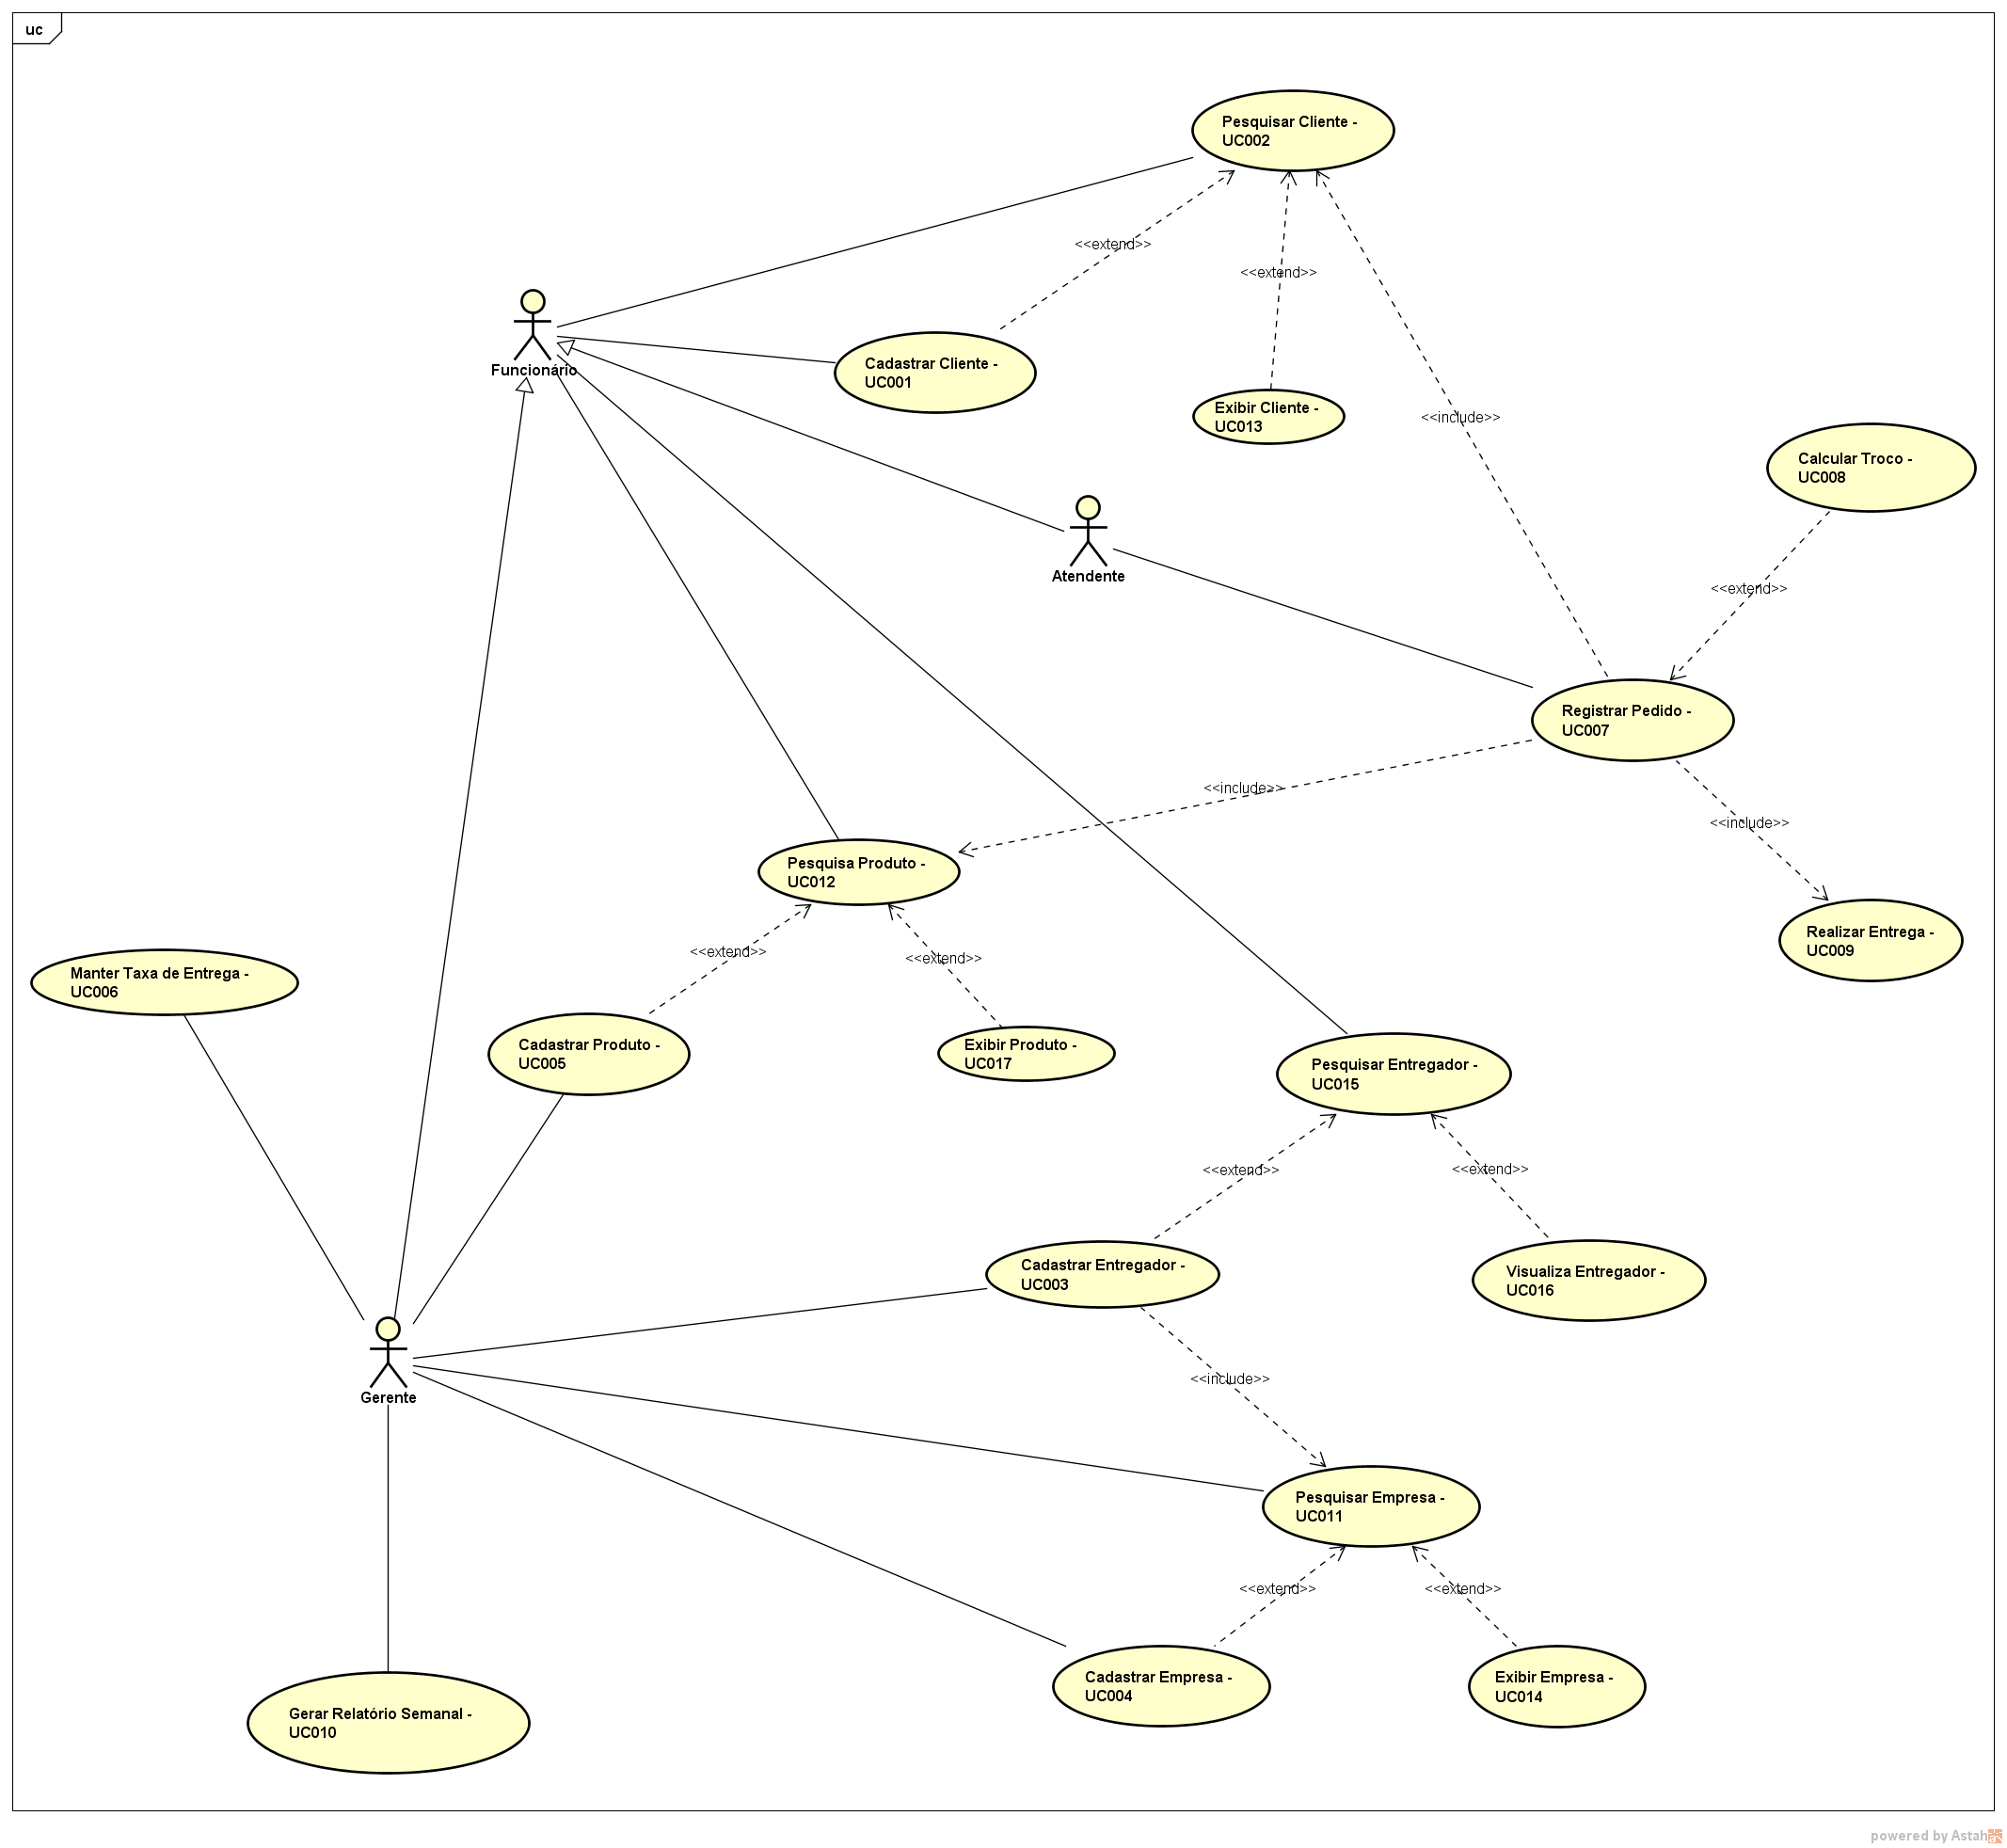 uc
Pesquisar Cliente -
UC002
<<extend>>
<<extend>>
Funcionário
Cadastrar Cliente -
UC001
Exibir Cliente -
UC013
<<include>>
Calcular Troco -
UC008
Atendente
<<extend>>
Registrar Pedido -
UC007
<<include>>
<<include>>
Pesquisa Produto -
UC012
Realizar Entrega -
UC009
<<extend>>
<<extend>>
Manter Taxa de Entrega -
UC006
Cadastrar Produto -
UC005
Exibir Produto -
UC017
Pesquisar Entregador -
UC015
<<extend>>
<<extend>>
Cadastrar Entregador -
UC003
Visualiza Entregador -
UC016
<<include>>
Gerente
Pesquisar Empresa -
UC011
<<extend>>
<<extend>>
Cadastrar Empresa -
UC004
Exibir Empresa -
UC014
Gerar Relatório Semanal -
UC010
powered by Astah